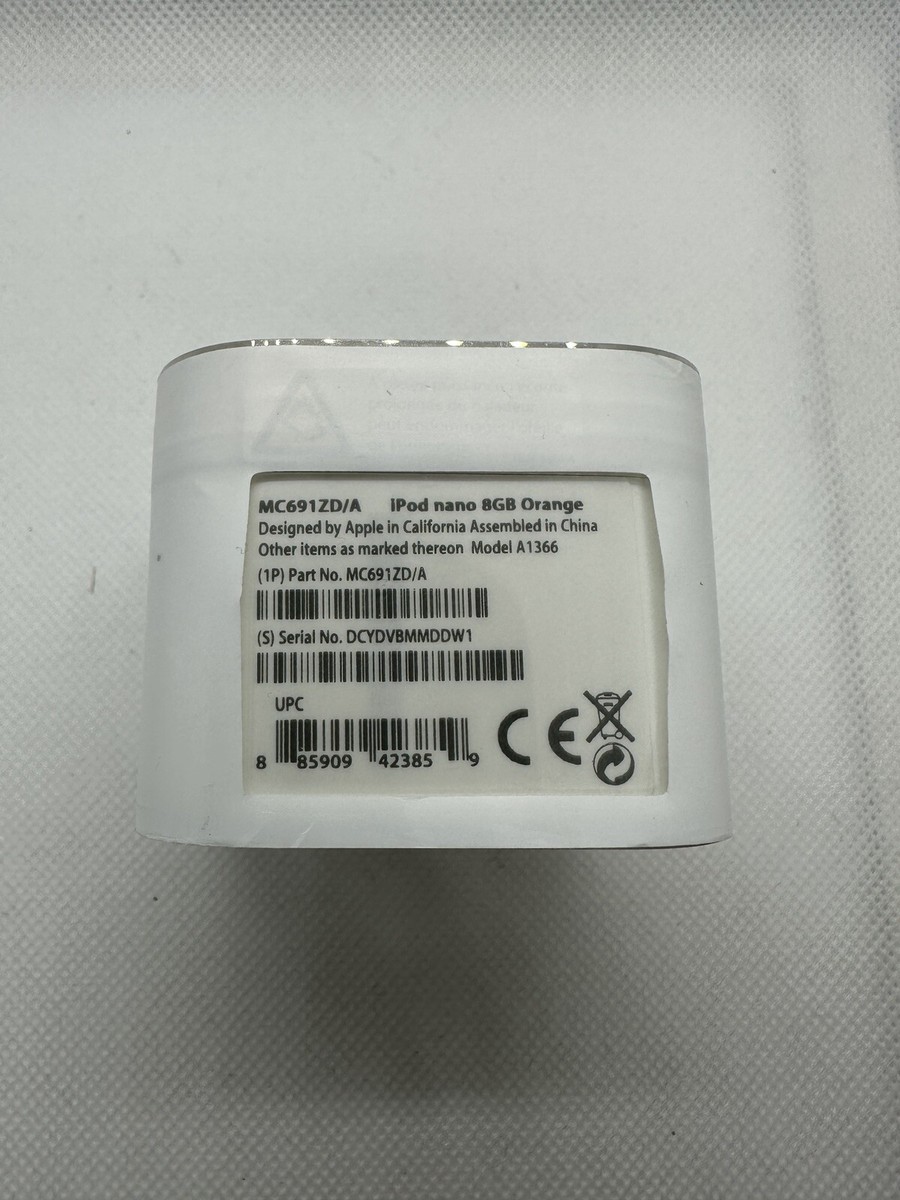 MC691ZD/A iPod nano 8GB Orange
Designed by Apple in California Assembled in China
Other items as marked thereon Model A1366
(1P) Part No. MC691ZD/A
(S) Serial No. DCYDVBMMDDW1
UPC
8 85909 42385 9
CE